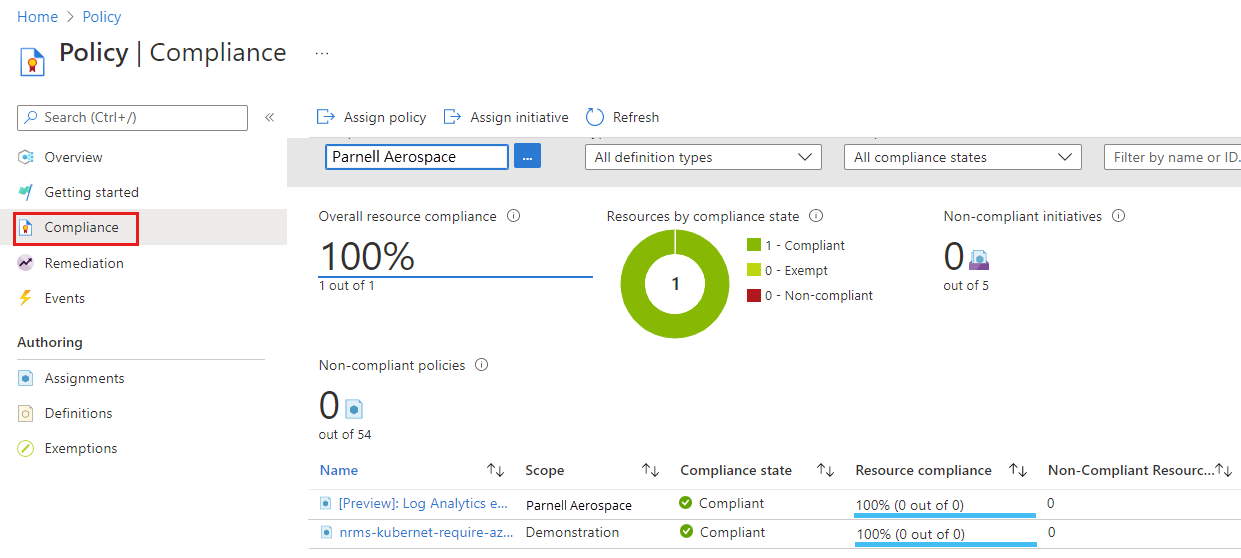 Home > Policy
Policy | Compliance ...
Search (Ctrl+/) «
Overview
Getting started
Compliance
Remediation
Events
Authoring
Assignments
Definitions
Exemptions
Assign policy Assign initiative Refresh
Parnell Aerospace ... All definition types All compliance states Filter by name or ID.
Overall resource compliance Resources by compliance state Non-compliant initiatives
100% 1 1 - Compliant 0
1 out of 1 0 - Exempt out of 5
0 - Non-compliant
Non-compliant policies
0
out of 54
Name Scope Compliance state Resource compliance Non-Compliant Resourc...
[Preview]: Log Analytics e... Parnell Aerospace Compliant 100% (0 out of 0) 0
nrms-kubernet-require-az... Demonstration Compliant 100% (0 out of 0) 0